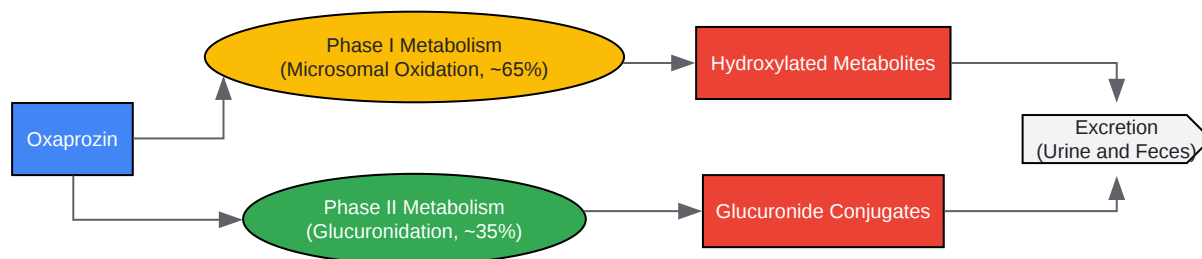 Phase I Metabolism
(Microsomal Oxidation, ~65%)
Hydroxylated Metabolites
Oxaprozin
Excretion
(Urine and Feces)
Phase II Metabolism
(Glucuronidation, ~35%)
Glucuronide Conjugates